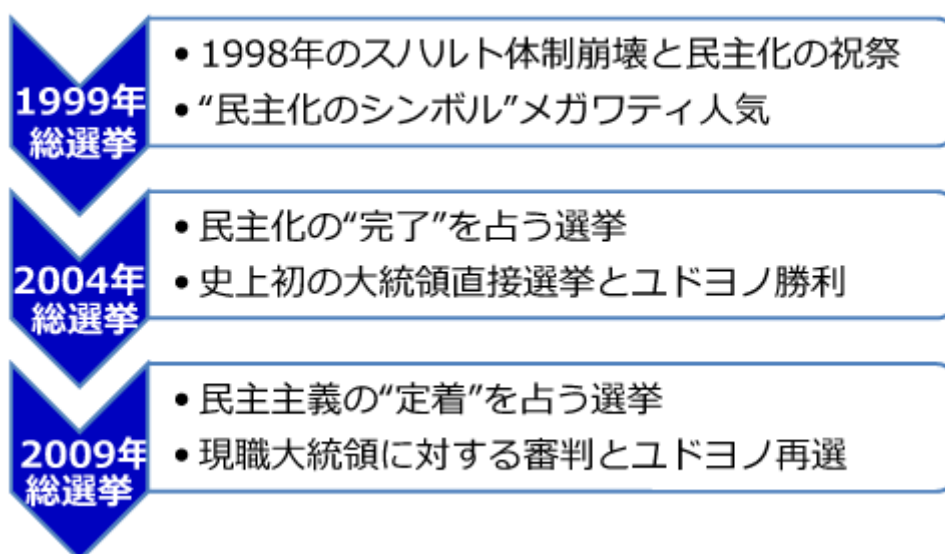 1999年
総選挙
• 1998年のスハルト体制崩壊と民主化の祝祭
• “民主化のシンボル”メガワティ人気
2004年
総選挙
• 民主化の“完了”を占う選挙
• 史上初の大統領直接選挙とユドヨノ勝利
2009年
総選挙
• 民主主義の“定着”を占う選挙
• 現職大統領に対する審判とユドヨノ再選